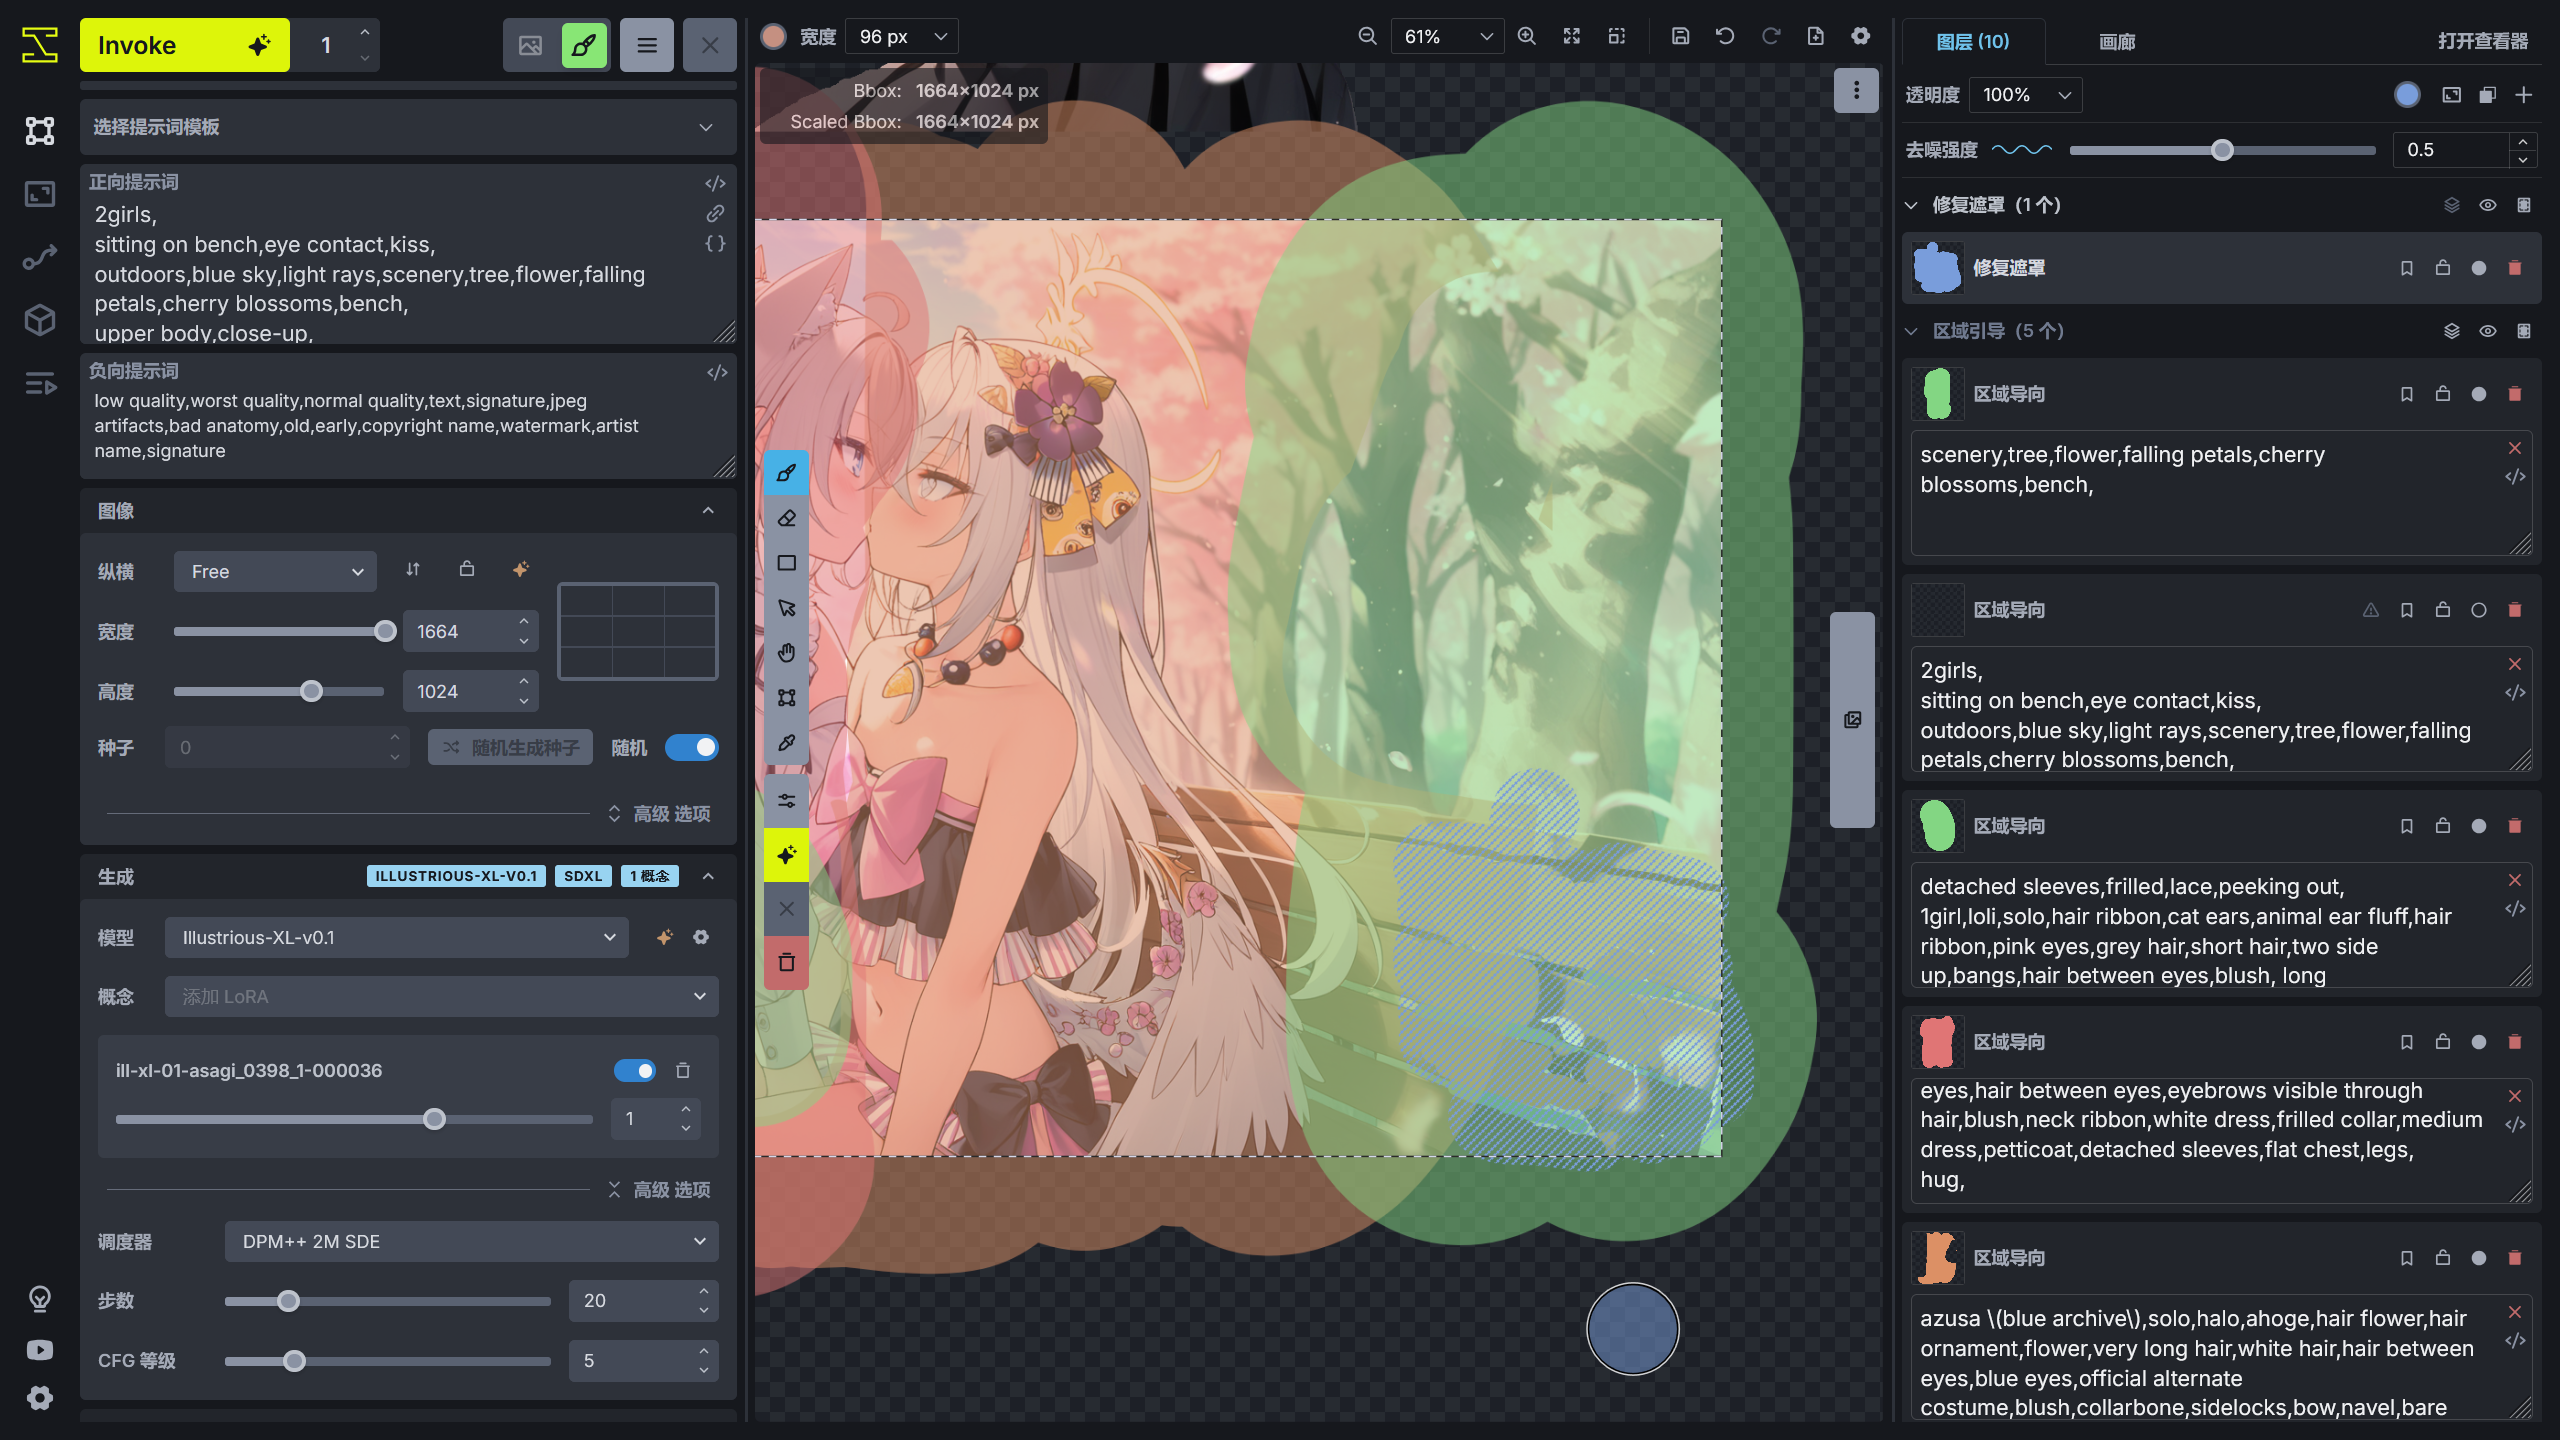 Invoke
1
选择提示词模板
正向提示词
2girls,
sitting on bench,eye contact,kiss,
outdoors,blue sky,light rays,scenery,tree,flower,falling
petals,cherry blossoms,bench,
upper body,close-up,
负向提示词
low quality,worst quality,normal quality,text,signature,jpeg
artifacts,bad anatomy,old,early,copyright name,watermark,artist
name,signature
图像
纵横
Free
宽度
1664
高度
1024
种子
0
随机生成种子
随机
高级 选项
生成
ILLUSTRIOUS-XL-V0.1
SDXL
1 概念
模型
Illustrious-XL-v0.1
概念
添加 LoRA
ill-xl-01-asagi_0398_1-000036
1
高级 选项
调度器
DPM++ 2M SDE
步数
20
CFG 等级
5
宽度
96 px
61%
Bbox: 1664×1024 px
Scaled Bbox: 1664×1024 px
图层 (10)
画廊
打开查看器
透明度
100%
去噪强度
0.5
修复遮罩 (1 个)
修复遮罩
区域引导 (5 个)
区域导向
scenery,tree,flower,falling petals,cherry
blossoms,bench,
区域导向
2girls,
sitting on bench,eye contact,kiss,
outdoors,blue sky,light rays,scenery,tree,flower,falling
petals,cherry blossoms,bench,
区域导向
detached sleeves,frilled,lace,peeking out,
1girl,loli,solo,hair ribbon,cat ears,animal ear fluff,hair
ribbon,pink eyes,grey hair,short hair,two side
up,bangs,hair between eyes,blush, long
区域导向
eyes,hair between eyes,eyebrows visible through
hair,blush,neck ribbon,white dress,frilled collar,medium
dress,petticoat,detached sleeves,flat chest,legs,
hug,
区域导向
azusa \(blue archive\),solo,halo,ahoge,hair flower,hair
ornament,flower,very long hair,white hair,hair between
eyes,blue eyes,official alternate
costume,blush,collarbone,sidelocks,bow,navel,bare